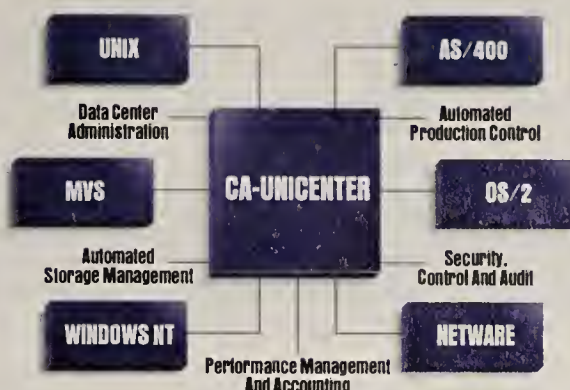 UNIX
AS/400
Data Center
Administration
Automated
Production Control
MVS
CA-UNICENTER
OS/2
Automated
Storage Management
Security,
Control And Audit
WINDOWS NT
NETWARE
Performance Management
And Accounting